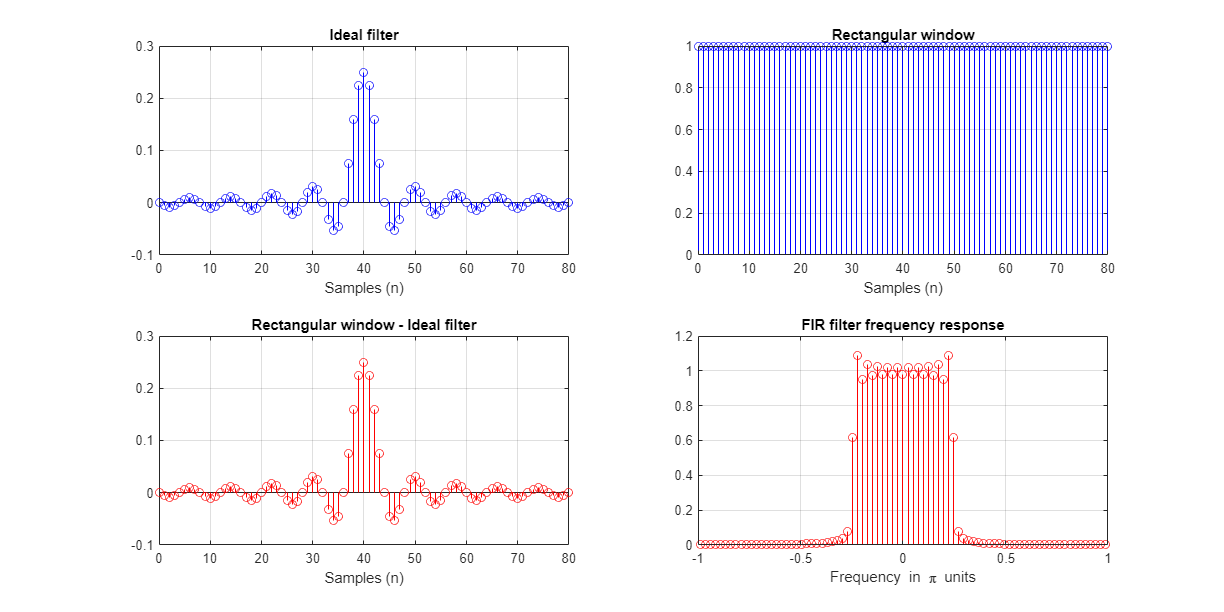 Ideal filter
0.3
0.2
0.1
0
-0.1
0 10 20 30 40 50 60 70 80
Samples (n)
Rectangular window
1
0.8
0.6
0.4
0.2
0
0 10 20 30 40 50 60 70 80
Samples (n)
Rectangular window - Ideal filter
0.3
0.2
0.1
0
-0.1
0 10 20 30 40 50 60 70 80
Samples (n)
FIR filter frequency response
1.2
1
0.8
0.6
0.4
0.2
0
-1 -0.5 0 0.5 1
Frequency in π units